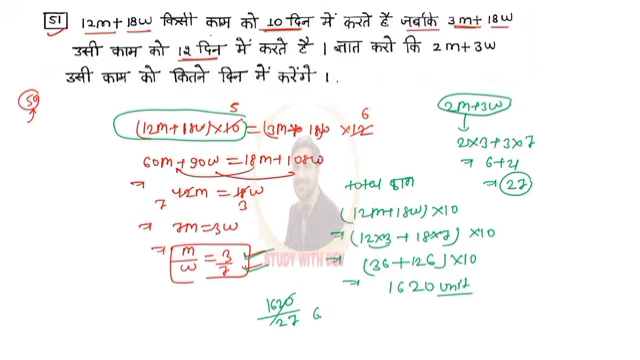 51 12m+18w किसी काम को 10 दिन में करते हैं जबकि 3m+18w
उसी काम को 12 दिन में करते हैं । ज्ञात करो कि 2m+3w
उसी काम को कितने दिन में करेंगे ।
50
5 6
(12m+18w)×10 = (3m+18w)×12
60m+90w = 18m+108w
⇒ 42m = 18w
7 3
⇒ 7m=3w
⇒ m/w = 3/7
STUDY WITH DEV
2m+3w
2×3+3×7
⇒ 6+21
⇒ 27
total काम
(12m+18w)×10
⇒ (12×3+18×7)×10
⇒ (36+126)×10
⇒ 1620 unit
1620/27 6